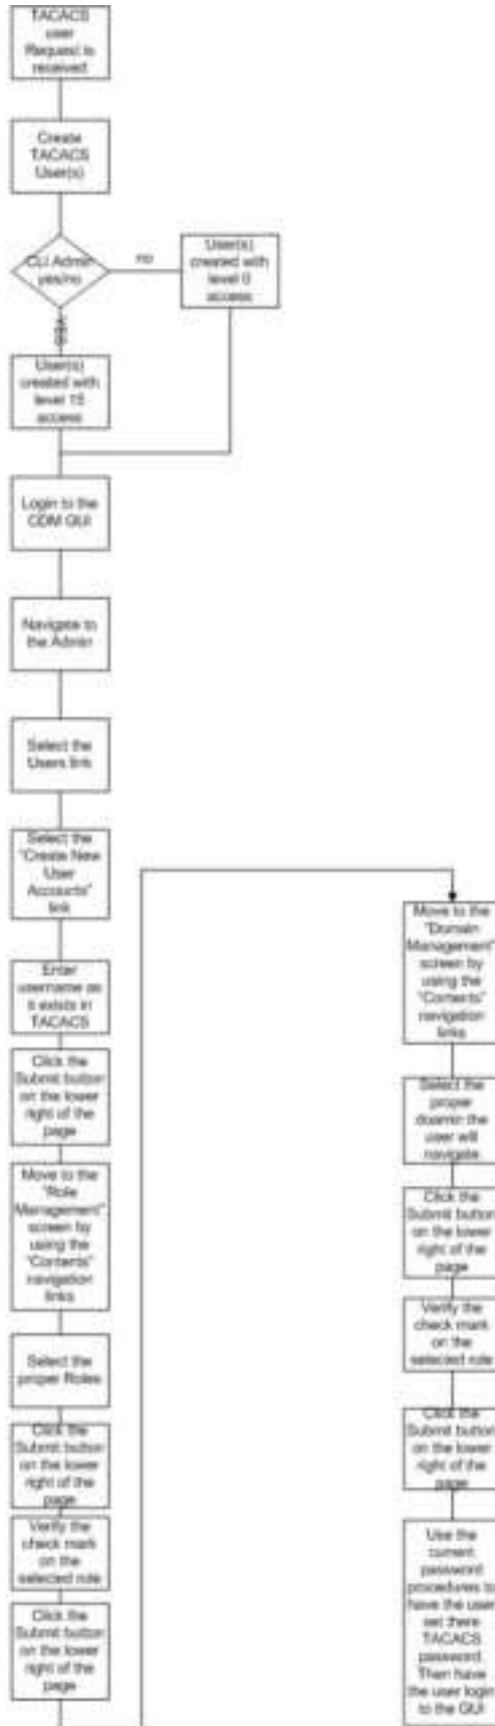 TACACS
user
Request is
received
Create
TACACS
User(s)
CLI Admin
yes/no
no
User(s)
created with
level 0
access
yes
User(s)
created with
level 15
access
Login to the
CDM GUI
Navigate to
the Admin
Select the
Users link
Select the
"Create New
User
Accounts"
link
Enter
username as
it exists in
TACACS
Click the
Submit button
on the lower
right of the
page
Move to the
"Role
Management"
screen by
using the
"Contents"
navigation
links
Select the
proper Roles
Click the
Submit button
on the lower
right of the
page
Verify the
check mark
on the
selected role
Click the
Submit button
on the lower
right of the
page
Move to the
"Domain
Management"
screen by
using the
"Contents"
navigation
links
Select the
proper
doamin the
user will
navigate
Click the
Submit button
on the lower
right of the
page
Verify the
check mark
on the
selected role
Click the
Submit button
on the lower
right of the
page
Use the
current
password
procedures to
have the user
set there
TACACS
password.
Then have
the user login
to the GUI